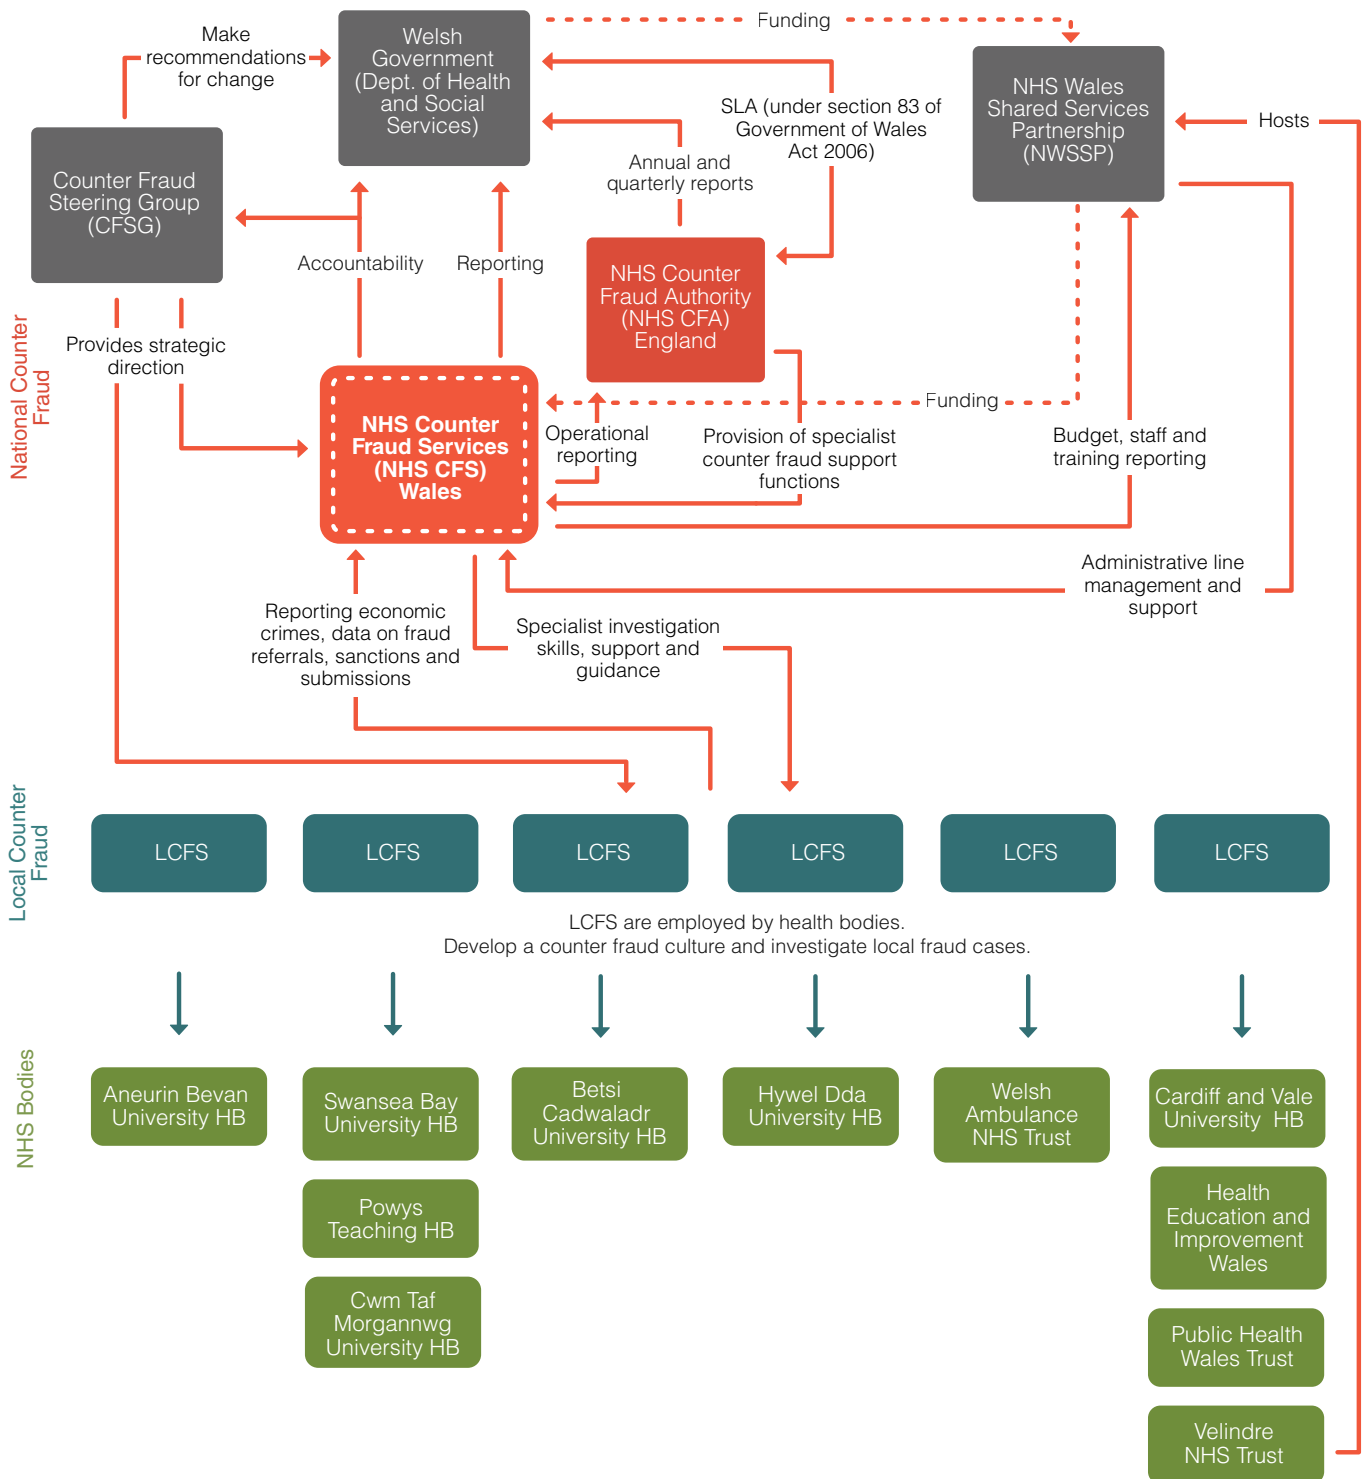 Funding
Make
recommendations
for change
Welsh
Government
(Dept. of Health
and Social
Services)
NHS Wales
Shared Services
Partnership
(NWSSP)
Hosts
SLA (under section 83 of
Government of Wales
Act 2006)
Annual and
quarterly reports
Counter Fraud
Steering Group
(CFSG)
Accountability
Reporting
NHS Counter
Fraud Authority
(NHS CFA)
England
Provides strategic
direction
National Counter
Fraud
NHS Counter
Fraud Services
(NHS CFS)
Wales
Funding
Operational
reporting
Provision of specialist
counter fraud support
functions
Budget, staff and
training reporting
Administrative line
management and
support
Reporting economic
crimes, data on fraud
referrals, sanctions and
submissions
Specialist investigation
skills, support and
guidance
Local Counter
Fraud
LCFS
LCFS
LCFS
LCFS
LCFS
LCFS
LCFS are employed by health bodies.
Develop a counter fraud culture and investigate local fraud cases.
NHS Bodies
Aneurin Bevan
University HB
Swansea Bay
University HB
Powys
Teaching HB
Cwm Taf
Morgannwg
University HB
Betsi
Cadwaladr
University HB
Hywel Dda
University HB
Welsh
Ambulance
NHS Trust
Cardiff and Vale
University HB
Health
Education and
Improvement
Wales
Public Health
Wales Trust
Velindre
NHS Trust